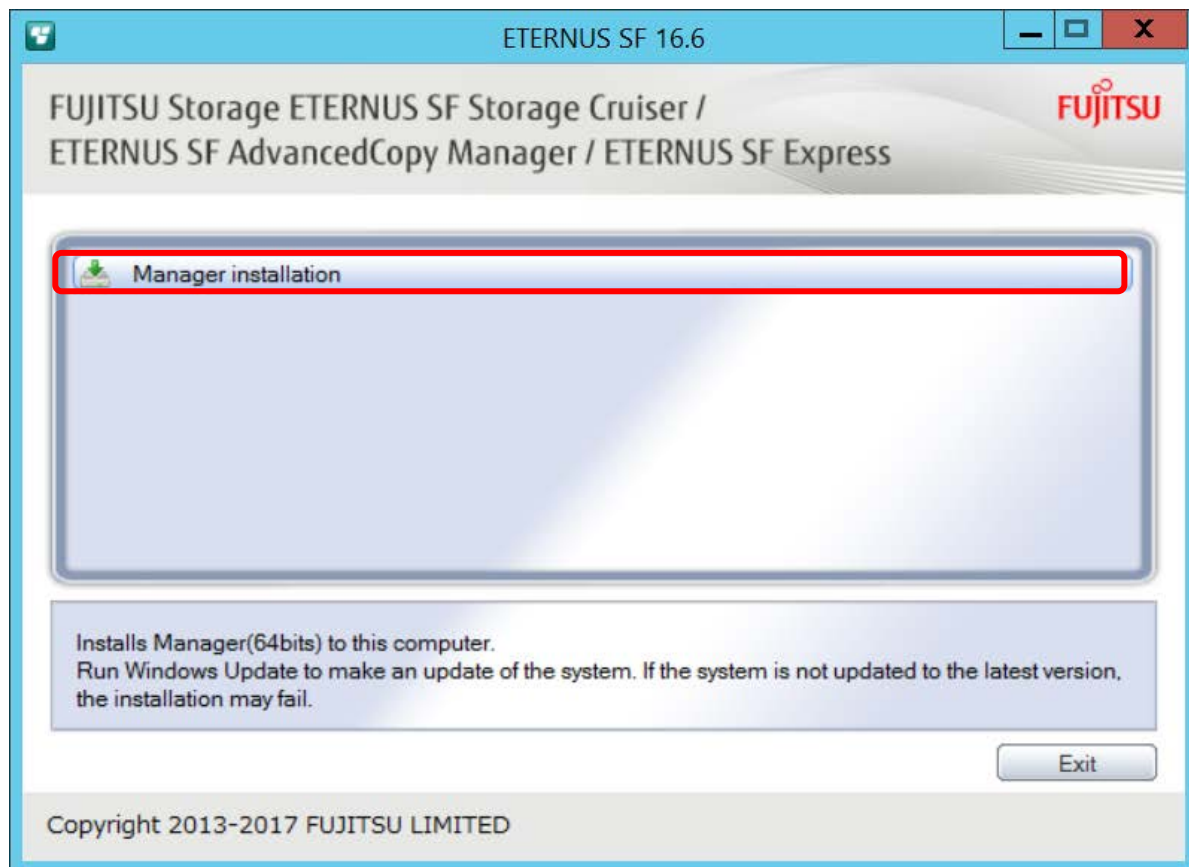 ETERNUS SF 16.6
FUJITSU Storage ETERNUS SF Storage Cruiser /
ETERNUS SF AdvancedCopy Manager / ETERNUS SF Express
FUJITSU
Manager installation
Installs Manager(64bits) to this computer.
Run Windows Update to make an update of the system. If the system is not updated to the latest version,
the installation may fail.
Exit
Copyright 2013-2017 FUJITSU LIMITED